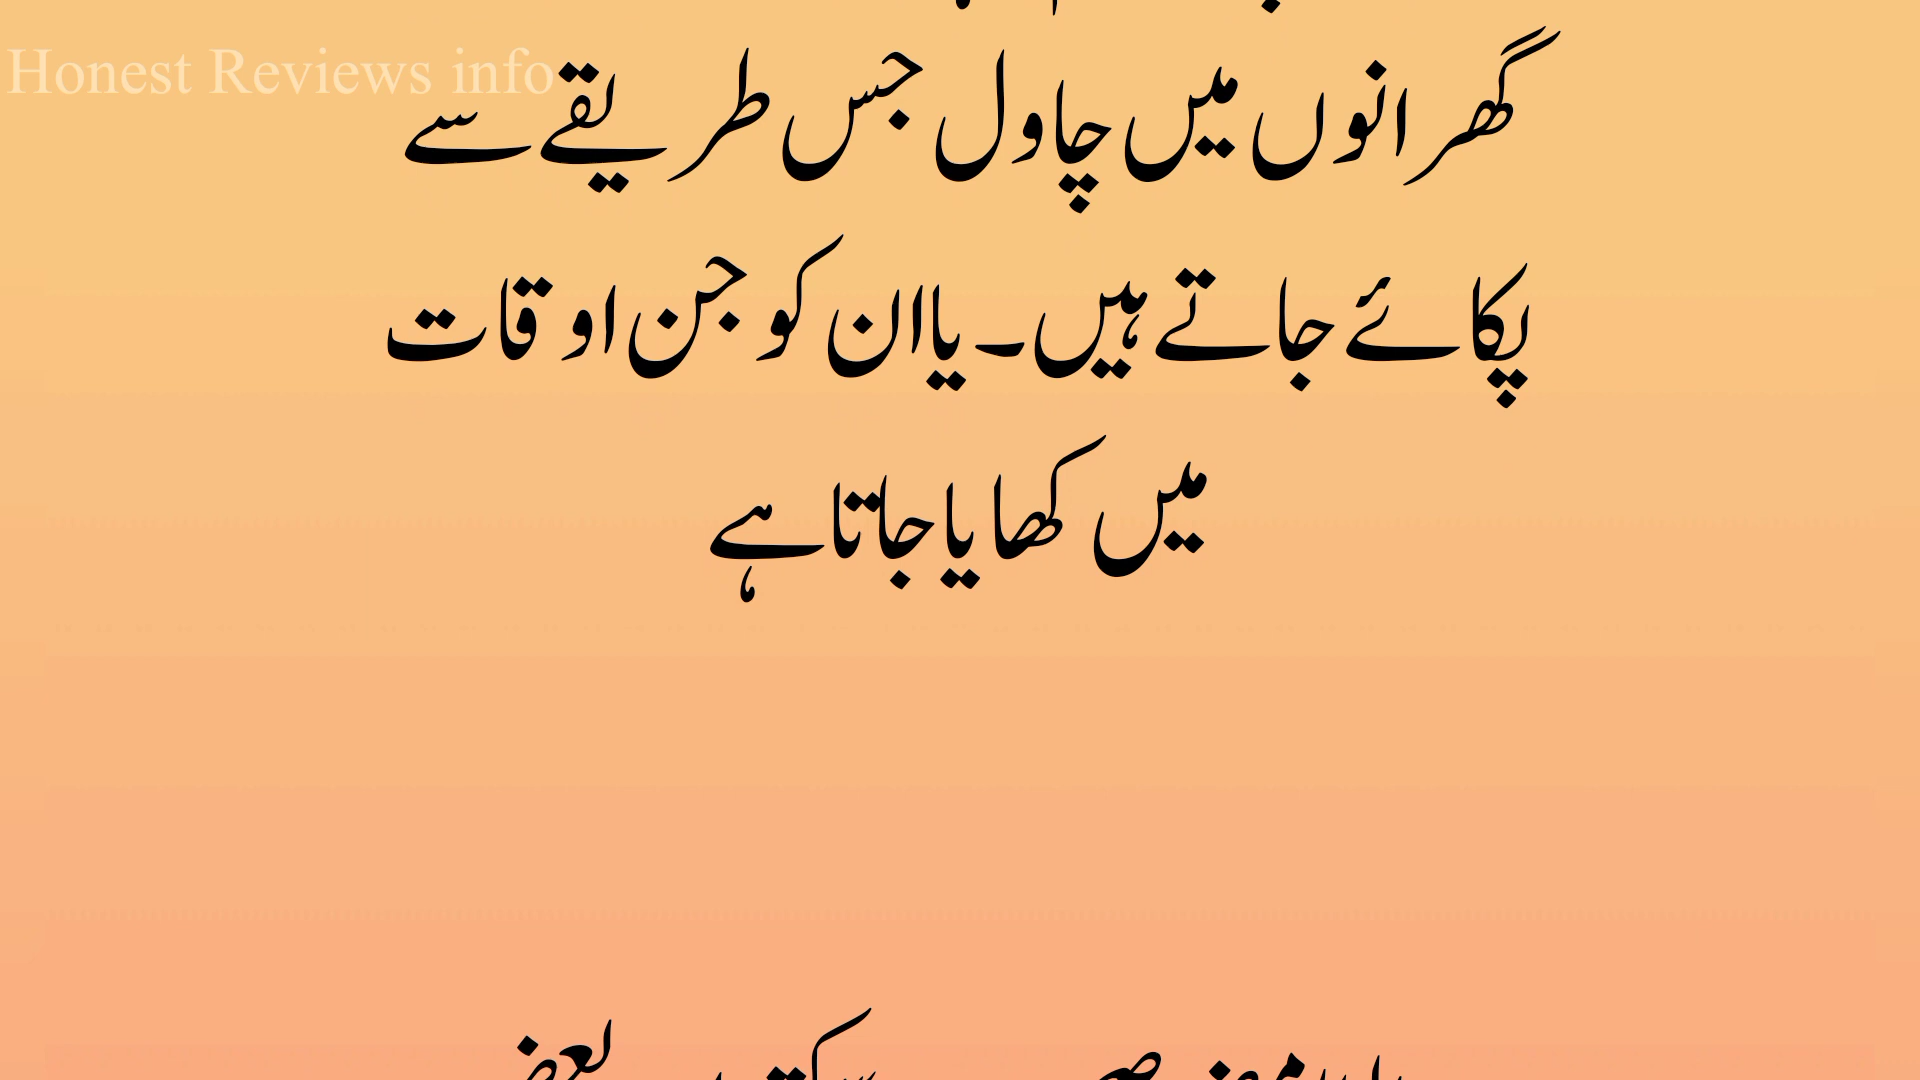 Honest Reviews info
گھرانوں میں چاول جس طریقے سے
پکائے جاتے ہیں۔ یا ان کو جن اوقات
میں کھایا جاتا ہے